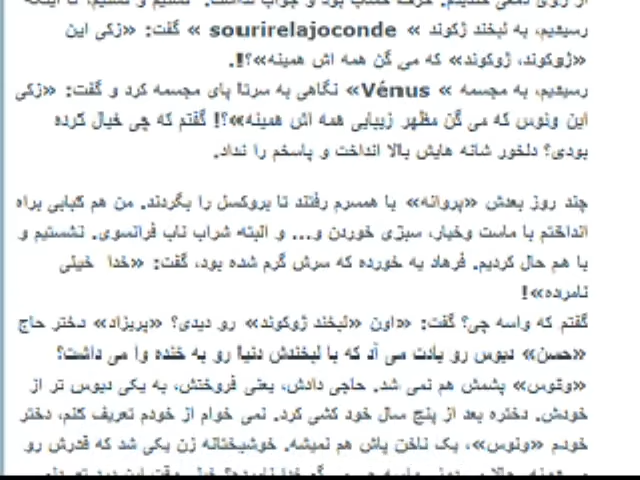 رسیدیم، به لبخند ژکوند » sourirelajoconde » گفت: «زکی این
«ژوکوند، ژوکوند» که می گن همه اش همینه»؟!.
رسیدیم، به مجسمه » Vénus» نگاهی به سرتا پای مجسمه کرد و گفت: «زکی
این ونوس که می گن مظهر زیبایی همه اش همینه»؟! گفتم که چی خیال کرده
بودی؟ دلخور شانه هایش بالا انداخت و پاسخم را نداد.
چند روز بعدش «پروانه» با همسرم رفتند تا بروکسل را بگردند. من هم کبابی براه
انداختم با ماست وخیار، سبزی خوردن و... و البته شراب ناب فرانسوی. نشستیم و
با هم حال کردیم. فرهاد یه خورده که سرش گرم شده بود، گفت: «خدا خیلی
نامرده»!
گفتم که واسه چی؟ گفت: «اون «لبخند ژکوند» رو دیدی؟ «پریزاد» دختر حاج
«حسن» دیوس رو یادت می آد که با لبخندش دنیا رو به خنده وا می داشت؟
«ونوس» پشمش هم نمی شد. حاجی دادش، یعنی فروختش، به یکی دیوس تر از
خودش. دختره بعد از پنج سال خود کشی کرد. نمی خوام از خودم تعریف کنم، دختر
خودم «ونوس»، یک ناخن پاش هم نمیشه. خوشبختانه زن یکی شد که قدرش رو